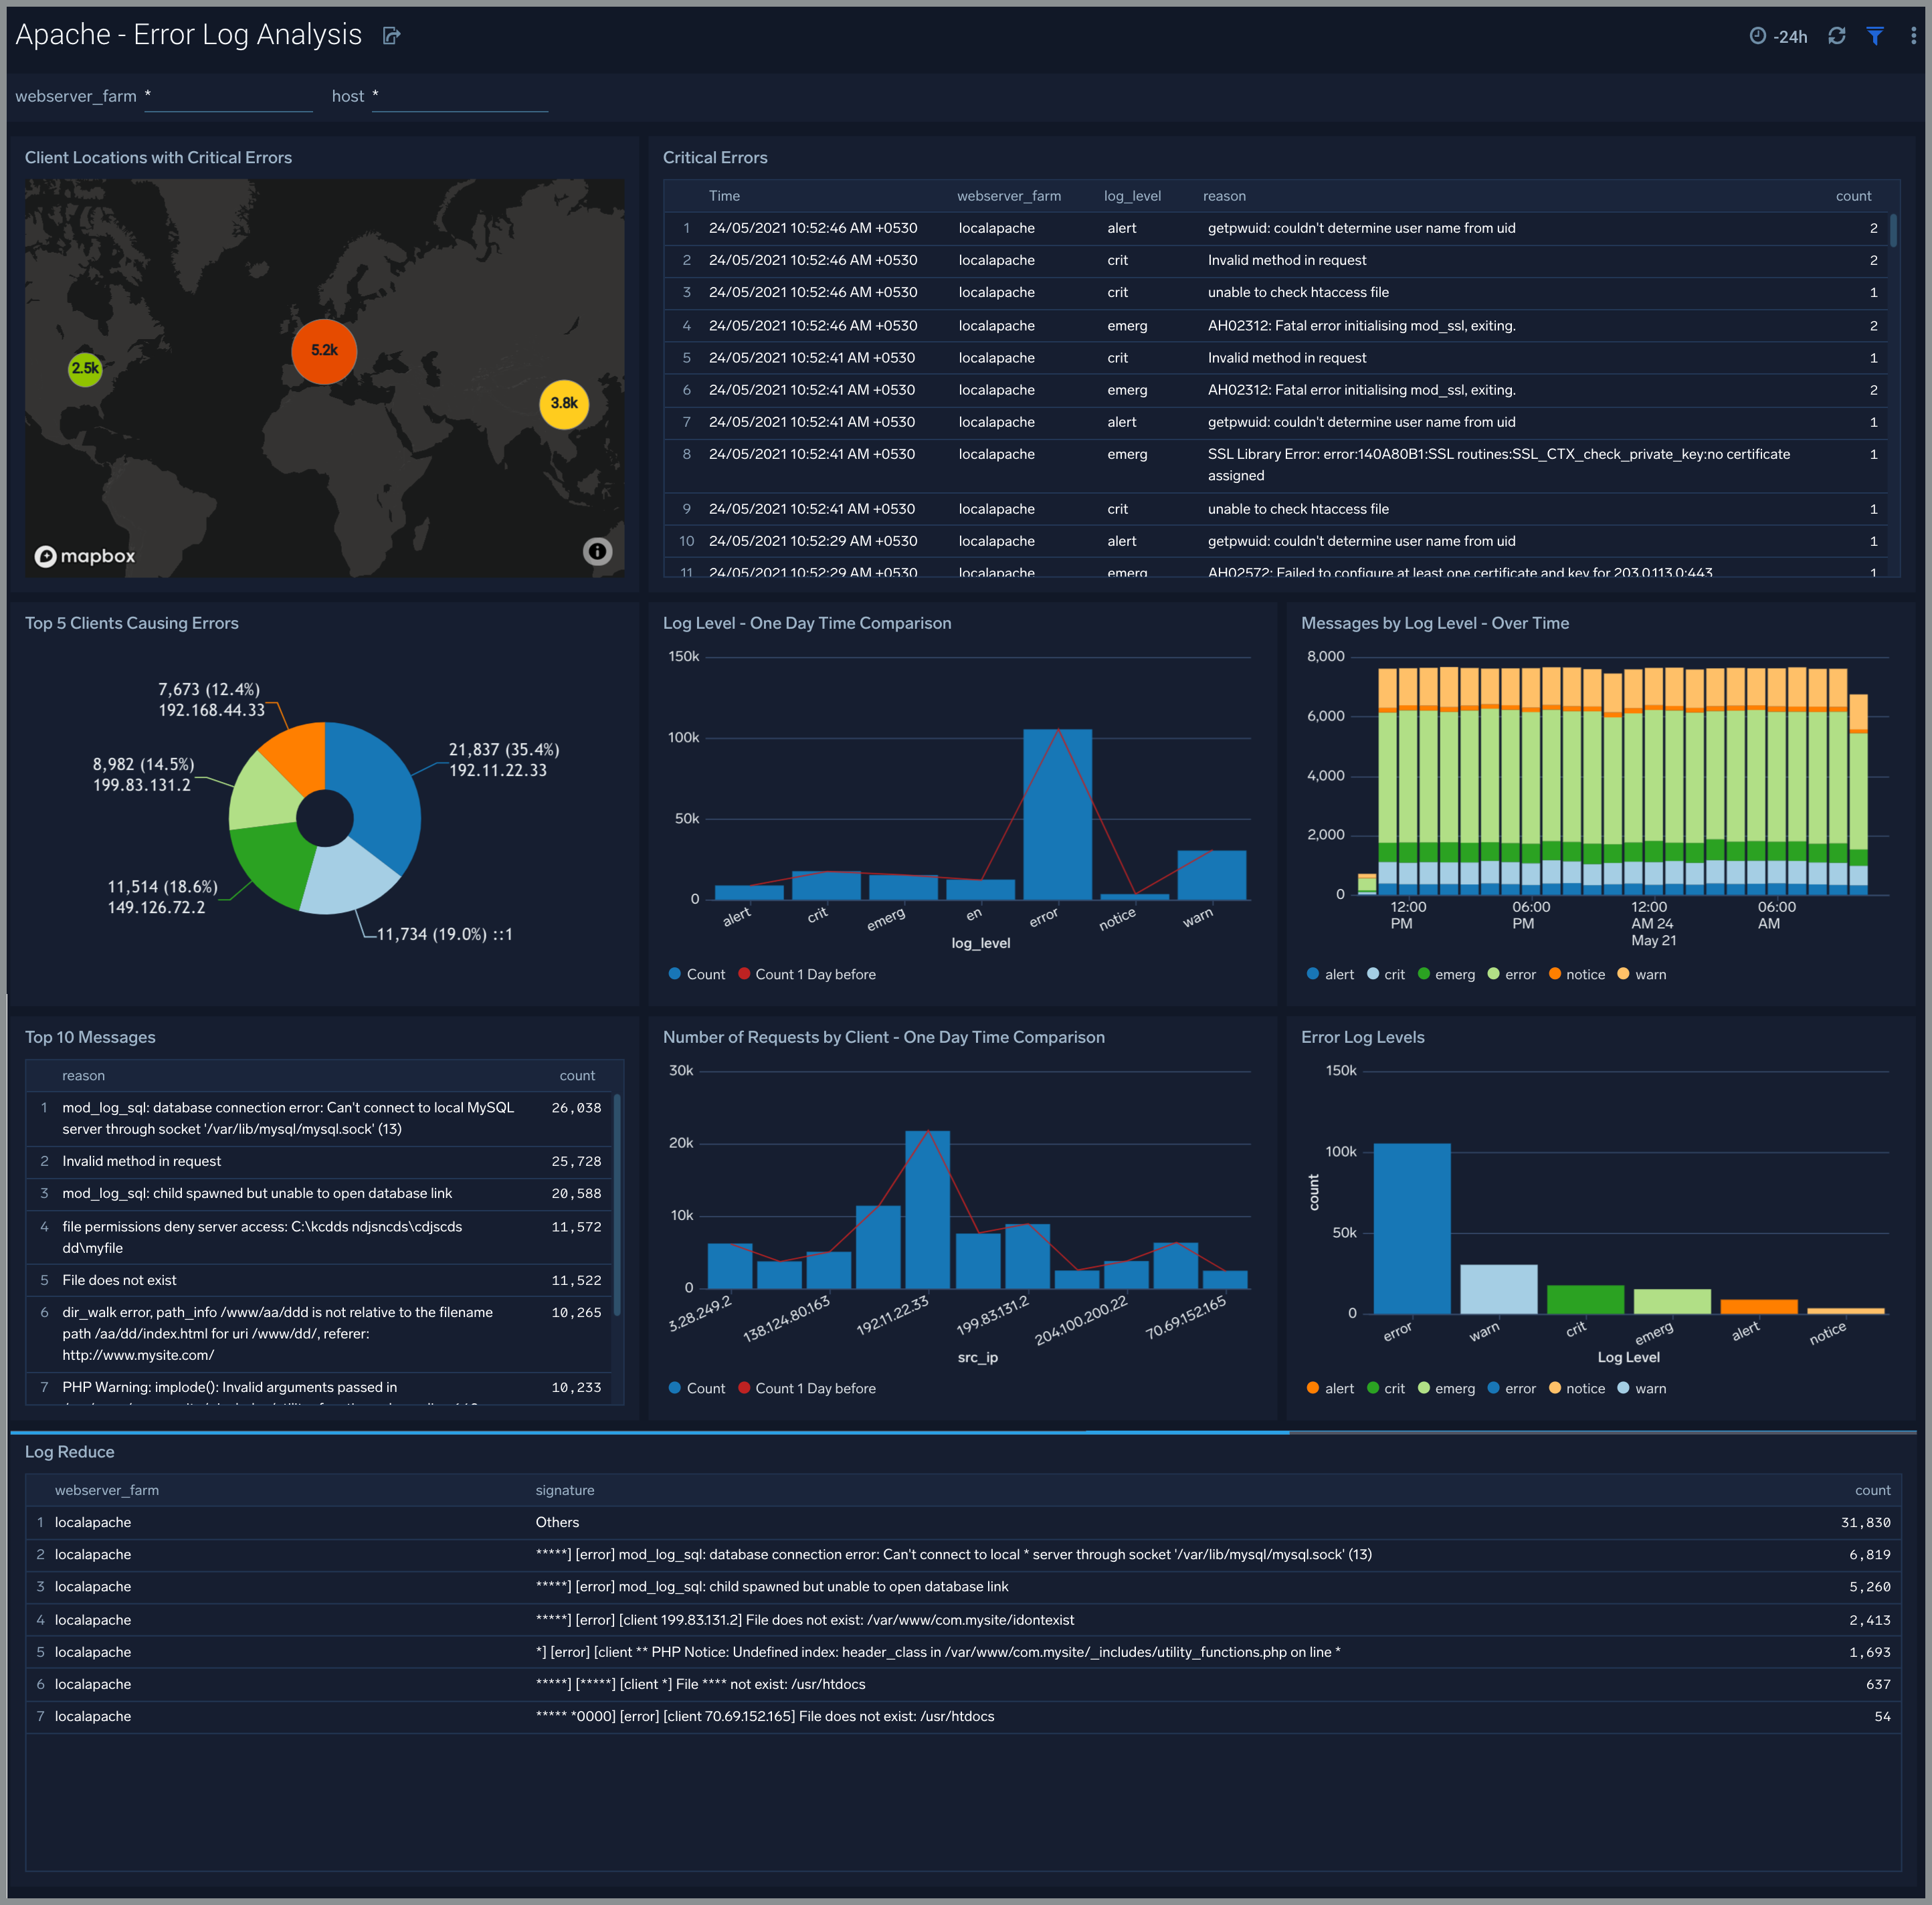 Apache - Error Log Analysis
-24h
webserver_farm *
host *
Client Locations with Critical Errors
2.5k
5.2k
3.8k
mapbox
Critical Errors
Time webserver_farm log_level reason count
1 24/05/2021 10:52:46 AM +0530 localapache alert getpwuid: couldn't determine user name from uid 2
2 24/05/2021 10:52:46 AM +0530 localapache crit Invalid method in request 2
3 24/05/2021 10:52:46 AM +0530 localapache crit unable to check htaccess file 1
4 24/05/2021 10:52:46 AM +0530 localapache emerg AH02312: Fatal error initialising mod_ssl, exiting. 2
5 24/05/2021 10:52:41 AM +0530 localapache crit Invalid method in request 1
6 24/05/2021 10:52:41 AM +0530 localapache emerg AH02312: Fatal error initialising mod_ssl, exiting. 2
7 24/05/2021 10:52:41 AM +0530 localapache alert getpwuid: couldn't determine user name from uid 1
8 24/05/2021 10:52:41 AM +0530 localapache emerg SSL Library Error: error:140A80B1:SSL routines:SSL_CTX_check_private_key:no certificate 1
assigned
9 24/05/2021 10:52:41 AM +0530 localapache crit unable to check htaccess file 1
10 24/05/2021 10:52:29 AM +0530 localapache alert getpwuid: couldn't determine user name from uid 1
11 24/05/2021 10:52:29 AM +0530 localapache emerg AH02572: Failed to configure at least one certificate and key for 203.0.113.0:443 1
Top 5 Clients Causing Errors
7,673 (12.4%)
192.168.44.33
21,837 (35.4%)
192.11.22.33
8,982 (14.5%)
199.83.131.2
11,514 (18.6%)
149.126.72.2
11,734 (19.0%) ::1
Log Level - One Day Time Comparison
150k
100k
50k
0
alert crit emerg en error notice warn
log_level
Count Count 1 Day before
Messages by Log Level - Over Time
8,000
6,000
4,000
2,000
0
12:00 06:00 12:00 06:00
PM PM AM 24 AM
May 21
alert crit emerg error notice warn
Top 10 Messages
reason count
1 mod_log_sql: database connection error: Can't connect to local MySQL 26,038
server through socket '/var/lib/mysql/mysql.sock' (13)
2 Invalid method in request 25,728
3 mod_log_sql: child spawned but unable to open database link 20,588
4 file permissions deny server access: C:\kcdds ndjsncds\cdjscds 11,572
dd\myfile
5 File does not exist 11,522
6 dir_walk error, path_info /www/aa/ddd is not relative to the filename 10,265
path /aa/dd/index.html for uri /www/dd/, referer:
http://www.mysite.com/
7 PHP Warning: implode(): Invalid arguments passed in 10,233
Number of Requests by Client - One Day Time Comparison
30k
20k
10k
0
3.28.249.2 138.124.80.163 192.11.22.33 199.83.131.2 204.100.200.22 70.69.152.165
src_ip
Count Count 1 Day before
Error Log Levels
150k
100k
50k
0
count
error warn crit emerg alert notice
Log Level
alert crit emerg error notice warn
Log Reduce
webserver_farm signature count
1 localapache Others 31,830
2 localapache *****] [error] mod_log_sql: database connection error: Can't connect to local * server through socket '/var/lib/mysql/mysql.sock' (13) 6,819
3 localapache *****] [error] mod_log_sql: child spawned but unable to open database link 5,260
4 localapache *****] [error] [client 199.83.131.2] File does not exist: /var/www/com.mysite/idontexist 2,413
5 localapache *] [error] [client ** PHP Notice: Undefined index: header_class in /var/www/com.mysite/_includes/utility_functions.php on line * 1,693
6 localapache *****] [*****] [client *] File **** not exist: /usr/htdocs 637
7 localapache ***** *0000] [error] [client 70.69.152.165] File does not exist: /usr/htdocs 54